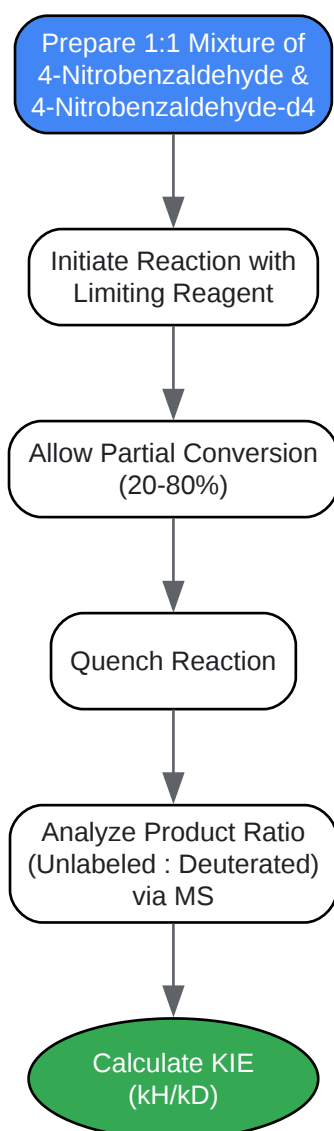 Prepare 1:1 Mixture of
4-Nitrobenzaldehyde &
4-Nitrobenzaldehyde-d4
Initiate Reaction with
Limiting Reagent
Allow Partial Conversion
(20-80%)
Quench Reaction
Analyze Product Ratio
(Unlabeled : Deuterated)
via MS
Calculate KIE
(kH/kD)